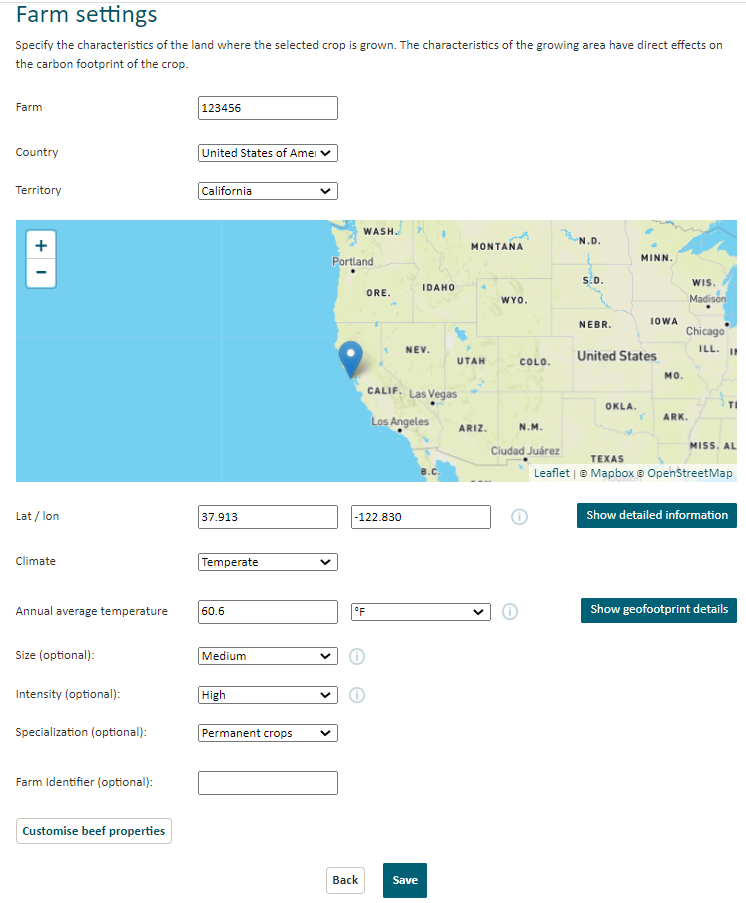 Farm settings
Specify the characteristics of the land where the selected crop is grown. The characteristics of the growing area have direct effects on
the carbon footprint of the crop.
Farm
123456
Country
United States of Amer
Territory
California
+
−
WASH.
MONTANA
N.D.
MINN.
Portland
ORE.
IDAHO
WYO.
S.D.
WIS.
Madison
NEBR.
IOWA
Chicago
NEV.
UTAH
COLO.
United States
ILL.
MO.
CALIF.
Las Vegas
OKLA.
ARK.
Los Angeles
ARIZ.
N.M.
Ciudad Juárez
TEXAS
MISS.
AL
B.C.
Leaflet | © Mapbox © OpenStreetMap
Lat / lon
37.913
-122.830
i
Show detailed information
Climate
Temperate
Annual average temperature
60.6
°F
i
Show geofootprint details
Size (optional):
Medium
i
Intensity (optional):
High
i
Specialization (optional):
Permanent crops
Farm Identifier (optional):
Customise beef properties
Back
Save